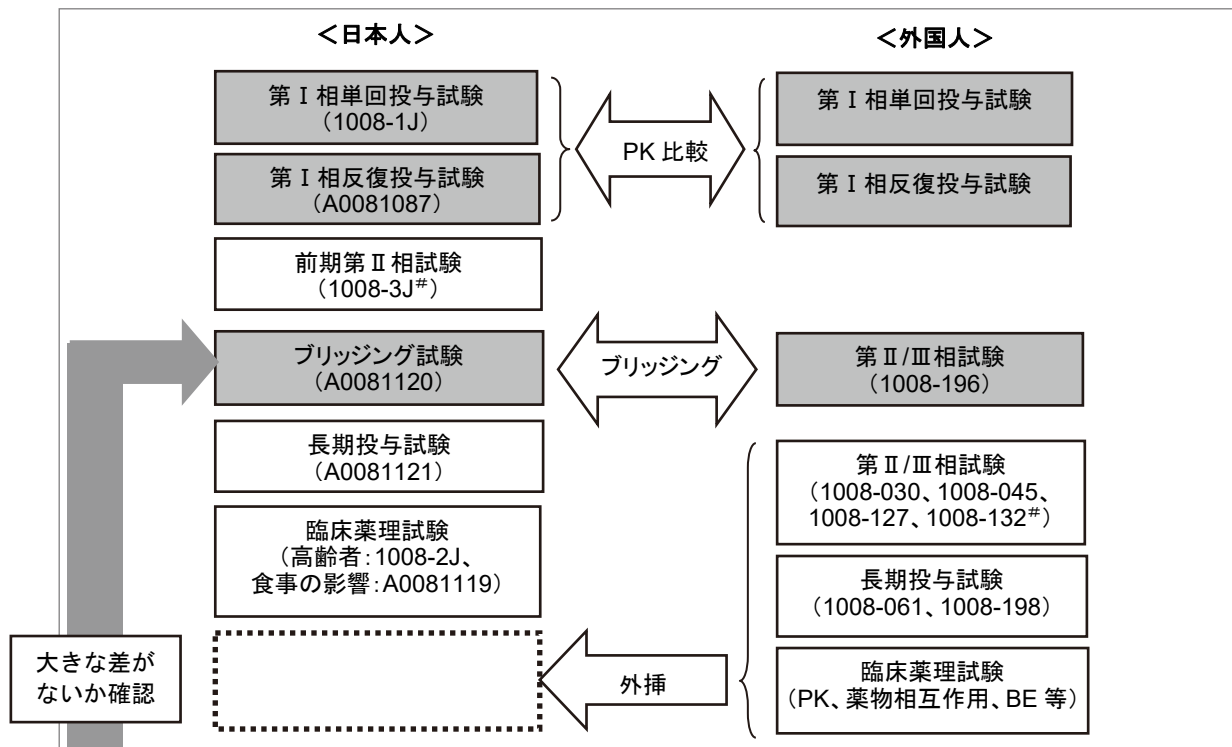 ＜日本人＞
＜外国人＞
第Ⅰ相単回投与試験
（1008-1J）
第Ⅰ相反復投与試験
（A0081087）
PK 比較
第Ⅰ相単回投与試験
第Ⅰ相反復投与試験
前期第Ⅱ相試験
（1008-3J#）
ブリッジング試験
（A0081120）
ブリッジング
第Ⅱ/Ⅲ相試験
（1008-196）
長期投与試験
（A0081121）
臨床薬理試験
（高齢者：1008-2J、
食事の影響：A0081119）
第Ⅱ/Ⅲ相試験
（1008-030、1008-045、
1008-127、1008-132#）
長期投与試験
（1008-061、1008-198）
大きな差が
ないか確認
外挿
臨床薬理試験
（PK、薬物相互作用、BE 等）